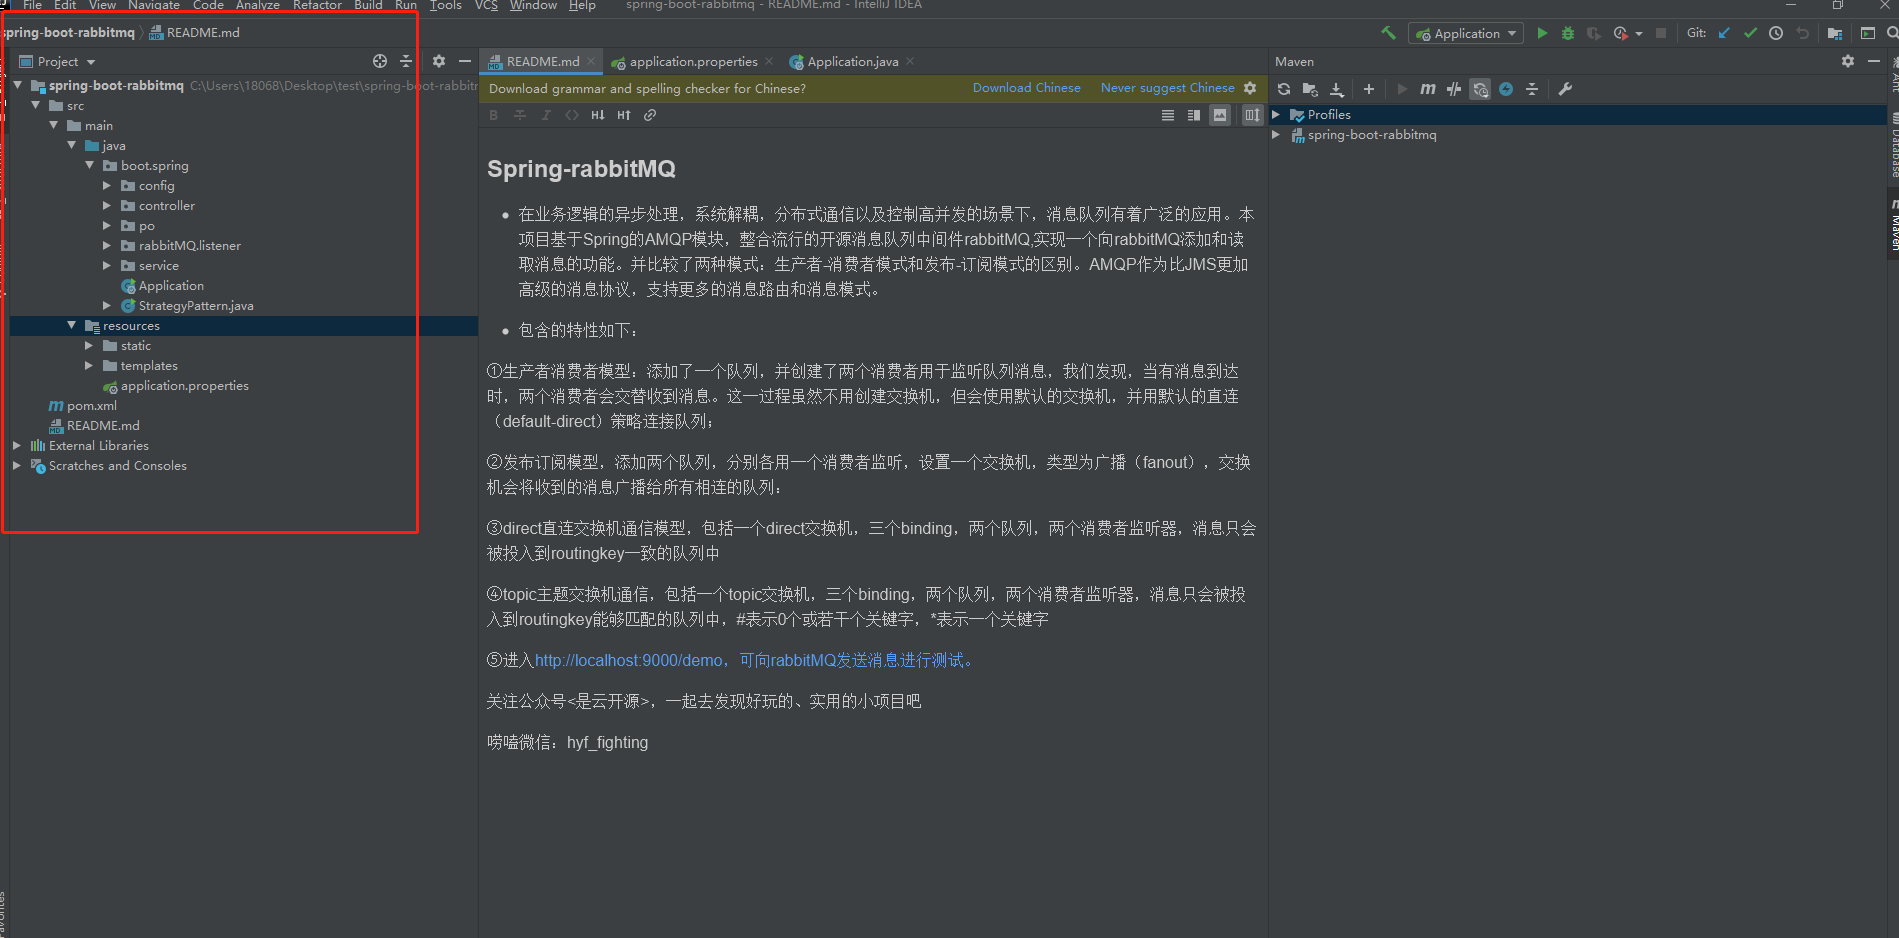 File Edit View Navigate Code Analyze Refactor Build Run Tools VCS Window Help spring-boot-rabbitmq - README.md - IntelliJ IDEA
spring-boot-rabbitmq README.md
Application Git:
Project
spring-boot-rabbitmq C:\Users\18068\Desktop\test\spring-boot-rabbitm
src
main
java
boot.spring
config
controller
po
rabbitMQ.listener
service
Application
StrategyPattern.java
resources
static
templates
application.properties
pom.xml
README.md
External Libraries
Scratches and Consoles
README.md application.properties Application.java
Download grammar and spelling checker for Chinese? Download Chinese Never suggest Chinese
Spring-rabbitMQ
在业务逻辑的异步处理，系统解耦，分布式通信以及控制高并发的场景下，消息队列有着广泛的应用。本
项目基于Spring的AMQP模块，整合流行的开源消息队列中间件rabbitMQ,实现一个向rabbitMQ添加和读
取消息的功能。并比较了两种模式：生产者-消费者模式和发布-订阅模式的区别。AMQP作为比JMS更加
高级的消息协议，支持更多的消息路由和消息模式。
包含的特性如下：
①生产者消费者模型：添加了一个队列，并创建了两个消费者用于监听队列消息，我们发现，当有消息到达
时，两个消费者会交替收到消息。这一过程虽然不用创建交换机，但会使用默认的交换机，并用默认的直连
（default-direct）策略连接队列；
②发布订阅模型，添加两个队列，分别各用一个消费者监听，设置一个交换机，类型为广播（fanout），交换
机会将收到的消息广播给所有相连的队列：
③direct直连交换机通信模型，包括一个direct交换机，三个binding，两个队列，两个消费者监听器，消息只会
被投入到routingkey一致的队列中
④topic主题交换机通信，包括一个topic交换机，三个binding，两个队列，两个消费者监听器，消息只会被投
入到routingkey能够匹配的队列中，#表示0个或若干个关键字，*表示一个关键字
⑤进入http://localhost:9000/demo，可向rabbitMQ发送消息进行测试。
关注公众号<是云开源>，一起去发现好玩的、实用的小项目吧
唠嗑微信：hyf_fighting
Maven
Profiles
spring-boot-rabbitmq
Ant
Database
Maven